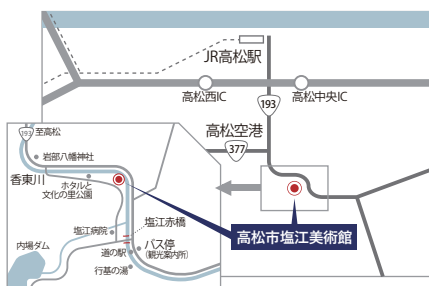 JR高松駅
高松西IC
高松中央IC
193
高松空港
377
193
至高松
岩部八幡神社
香東川
ホタルと
文化の里公園
塩江赤橋
高松市塩江美術館
塩江病院
内場ダム
道の駅
バス停
(観光案内所)
行基の湯